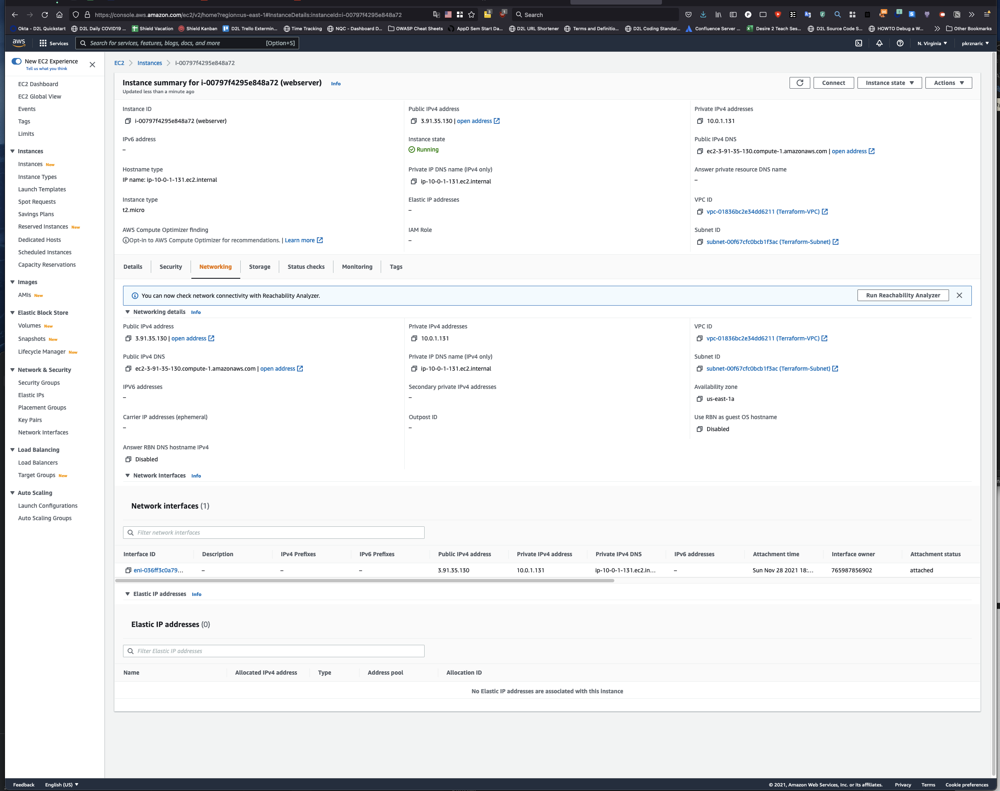 https://console.aws.amazon.com/ec2/v2/home?region=us-east-1#InstanceDetails:instanceId=i-00797f4295e848a72
3
1
Search
96
Okta - D2L Quickstart
D2L Daily COVID19 ...
Shield Vacation
Shield Kanban
D2L Trello Extermin...
Time Tracking
NQC - Dashboard D...
OWASP Cheat Sheets
AppD Sem Start Da...
D2L URL Shortener
Terms and Definitio...
D2L Coding Standar...
Confluence Server ...
Desire 2 Teach Ses...
D2L Source Code S...
HOWTO Debug a W...
Other Bookmarks
aws
Services
Search for services, features, blogs, docs, and more
[Option+S]
N. Virginia
pkrznaric
New EC2 Experience
Tell us what you think
EC2 Dashboard
EC2 Global View
Events
Tags
Limits
Instances
Instances New
Instance Types
Launch Templates
Spot Requests
Savings Plans
Reserved Instances New
Dedicated Hosts
Scheduled Instances
Capacity Reservations
Images
AMIs New
Elastic Block Store
Volumes New
Snapshots New
Lifecycle Manager New
Network & Security
Security Groups
Elastic IPs
Placement Groups
Key Pairs
Network Interfaces
Load Balancing
Load Balancers
Target Groups New
Auto Scaling
Launch Configurations
Auto Scaling Groups
EC2 > Instances > i-00797f4295e848a72
Instance summary for i-00797f4295e848a72 (webserver) Info
Updated less than a minute ago
Connect
Instance state
Actions
Instance ID
i-00797f4295e848a72 (webserver)
Public IPv4 address
3.91.35.130 | open address
Private IPv4 addresses
10.0.1.131
IPv6 address
–
Instance state
Running
Public IPv4 DNS
ec2-3-91-35-130.compute-1.amazonaws.com | open address
Hostname type
IP name: ip-10-0-1-131.ec2.internal
Private IP DNS name (IPv4 only)
ip-10-0-1-131.ec2.internal
Answer private resource DNS name
–
Instance type
t2.micro
Elastic IP addresses
–
VPC ID
vpc-01836bc2e34dd6211 (Terraform-VPC)
AWS Compute Optimizer finding
Opt-in to AWS Compute Optimizer for recommendations. | Learn more
IAM Role
–
Subnet ID
subnet-00f67cfc0bcb1f3ac (Terraform-Subnet)
Details
Security
Networking
Storage
Status checks
Monitoring
Tags
You can now check network connectivity with Reachability Analyzer.
Run Reachability Analyzer
Networking details Info
Public IPv4 address
3.91.35.130 | open address
Private IPv4 addresses
10.0.1.131
VPC ID
vpc-01836bc2e34dd6211 (Terraform-VPC)
Public IPv4 DNS
ec2-3-91-35-130.compute-1.amazonaws.com | open address
Private IP DNS name (IPv4 only)
ip-10-0-1-131.ec2.internal
Subnet ID
subnet-00f67cfc0bcb1f3ac (Terraform-Subnet)
IPV6 addresses
–
Secondary private IPv4 addresses
–
Availability zone
us-east-1a
Carrier IP addresses (ephemeral)
–
Outpost ID
–
Use RBN as guest OS hostname
Disabled
Answer RBN DNS hostname IPv4
Disabled
Network Interfaces Info
Network interfaces (1)
Filter network interfaces
Interface ID Description IPv4 Prefixes IPv6 Prefixes Public IPv4 address Private IPv4 address Private IPv4 DNS IPv6 addresses Attachment time Interface owner Attachment status
eni-036ff3c0a79... – – – 3.91.35.130 10.0.1.131 ip-10-0-1-131.ec2.in... – Sun Nov 28 2021 18:... 765987856902 attached
Elastic IP addresses Info
Elastic IP addresses (0)
Filter Elastic IP addresses
Name Allocated IPv4 address Type Address pool Allocation ID
No Elastic IP addresses are associated with this instance
Feedback
English (US)
© 2021, Amazon Web Services, Inc. or its affiliates.
Privacy
Terms
Cookie preferences